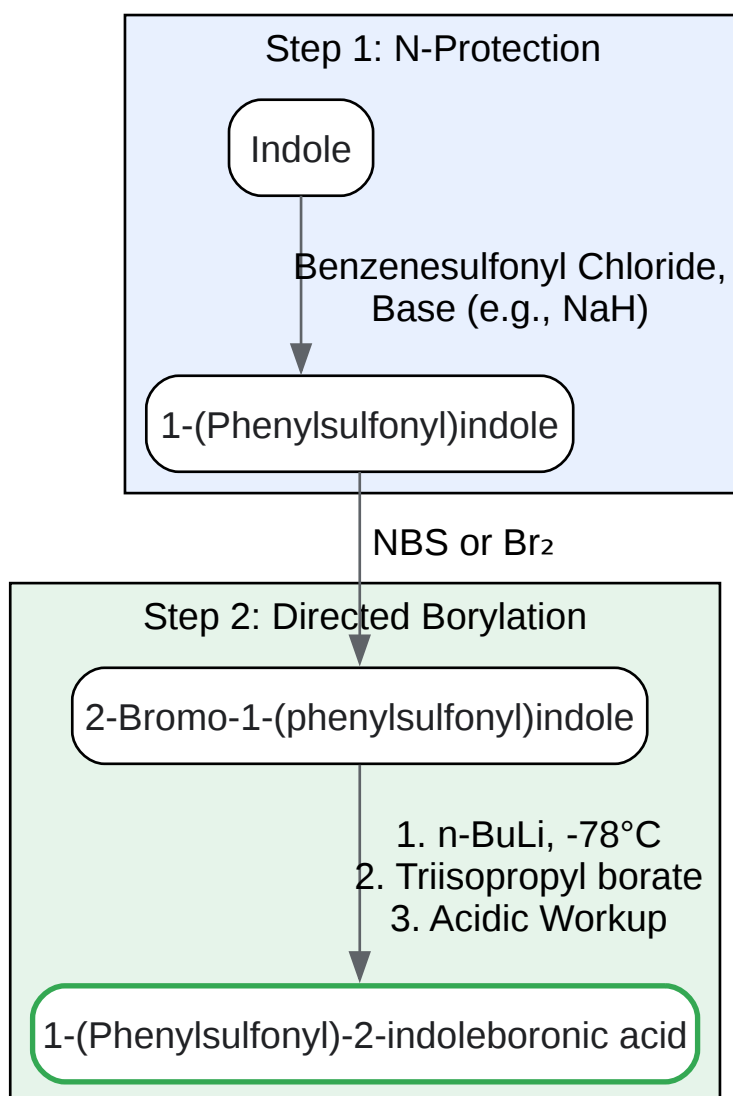 Step 1: N-Protection
Indole
Benzenesulfonyl Chloride,
Base (e.g., NaH)
1-(Phenylsulfonyl)indole
NBS or Br₂
Step 2: Directed Borylation
2-Bromo-1-(phenylsulfonyl)indole
1. n-BuLi, -78°C
2. Triisopropyl borate
3. Acidic Workup
1-(Phenylsulfonyl)-2-indoleboronic acid